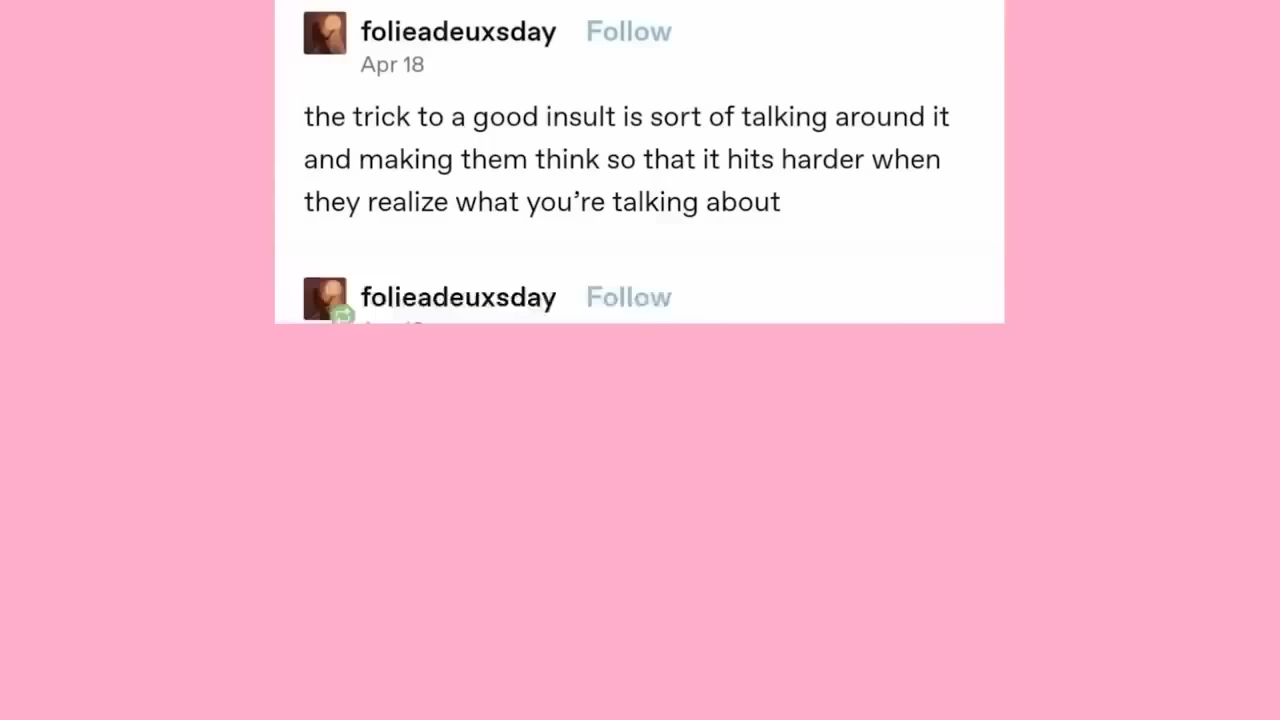 folieadeuxsday Follow
Apr 18
the trick to a good insult is sort of talking around it
and making them think so that it hits harder when
they realize what you’re talking about
folieadeuxsday Follow